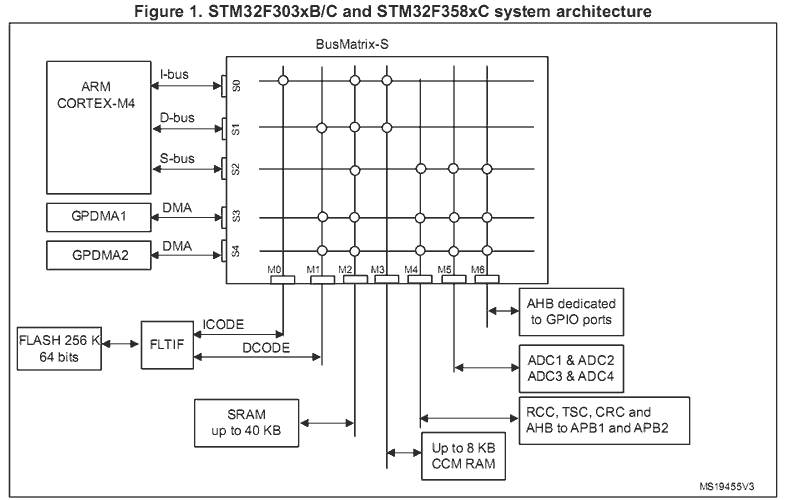 Figure 1. STM32F303xB/C and STM32F358xC system architecture
BusMatrix-S
ARM
CORTEX-M4
I-bus
S0
D-bus
S1
S-bus
S2
GPDMA1
DMA
S3
GPDMA2
DMA
S4
M0
M1
M2
M3
M4
M5
M6
AHB dedicated
to GPIO ports
FLASH 256 K
64 bits
FLTIF
ICODE
DCODE
ADC1 & ADC2
ADC3 & ADC4
SRAM
up to 40 KB
RCC, TSC, CRC and
AHB to APB1 and APB2
Up to 8 KB
CCM RAM
MS19455V3